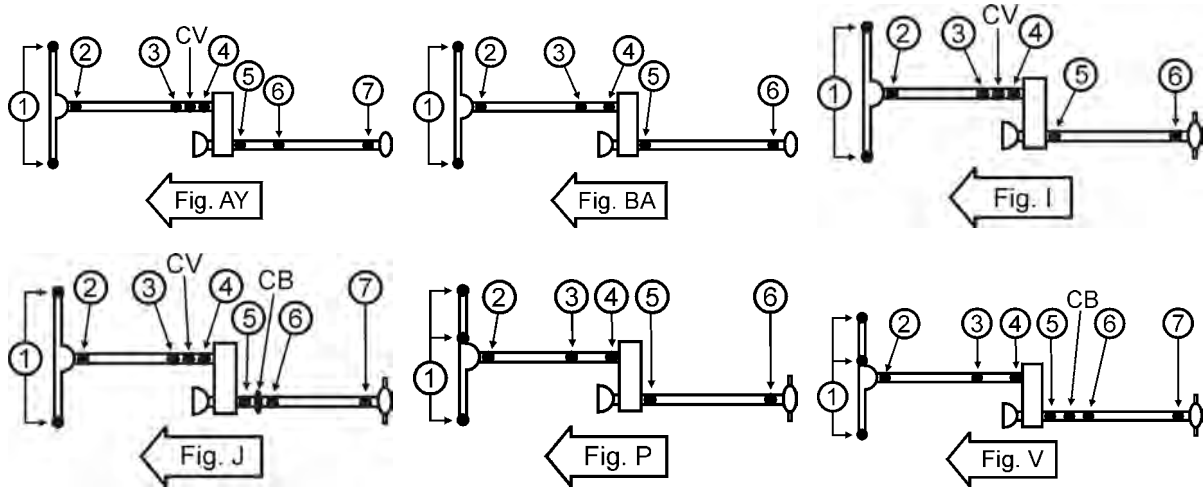 CV
2 3 4
5 6 7
1
Fig. AY
2 3 4
5 6
1
Fig. BA
CV
2 3 4
5 6
1
Fig. I
CV
CB
2 3 4
5 6 7
1
Fig. J
2 3 4 5 6
1
Fig. P
CB
2 3 4 5 6 7
1
Fig. V